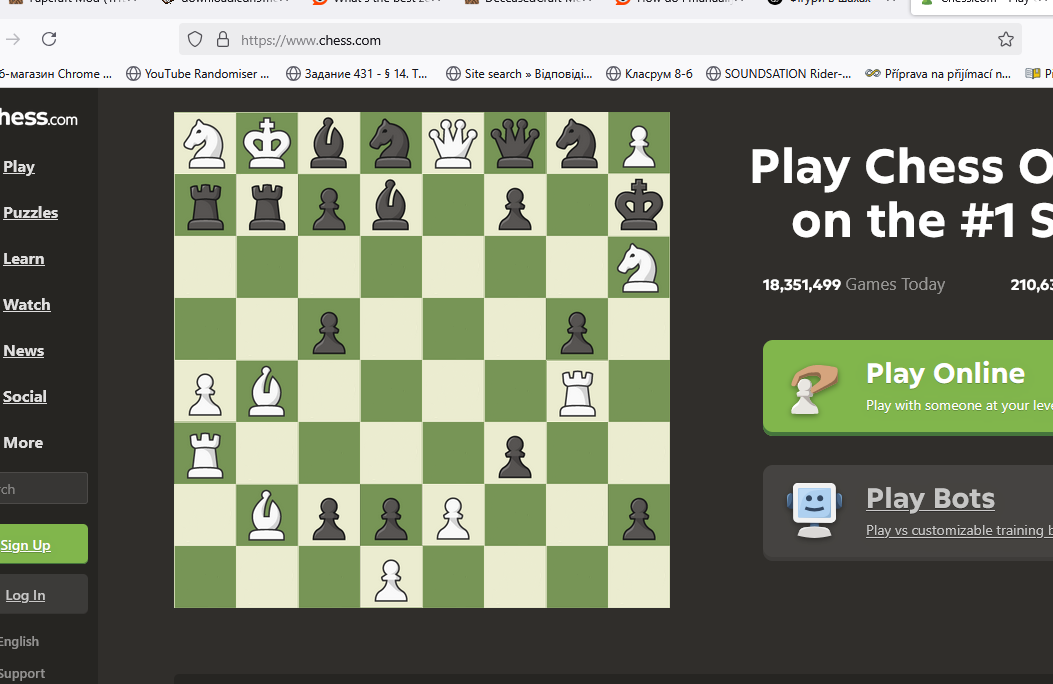 https://www.chess.com
YouTube Randomiser ...
Задание 431 - § 14. Т...
Site search » Відповіді...
Класрум 8-6
SOUNDSATION Rider-...
Příprava na přijímací n...
б-магазин Chrome ...
hess.com
Play
Puzzles
Learn
Watch
News
Social
More
Sign Up
Log In
English
Support
Play Chess O
on the #1 S
18,351,499 Games Today
210,63
Play Online
Play with someone at your leve
Play Bots
Play vs customizable training b